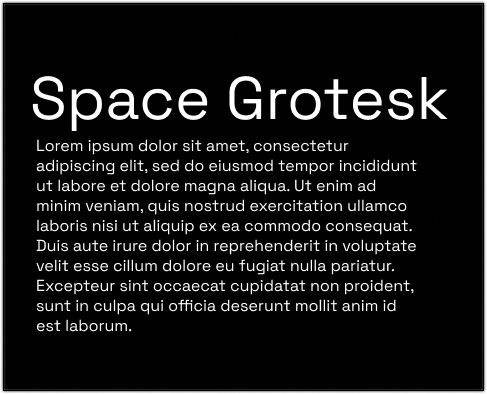 Space Grotesk
Lorem ipsum dolor sit amet, consectetur
adipiscing elit, sed do eiusmod tempor incididunt
ut labore et dolore magna aliqua. Ut enim ad
minim veniam, quis nostrud exercitation ullamco
laboris nisi ut aliquip ex ea commodo consequat.
Duis aute irure dolor in reprehenderit in voluptate
velit esse cillum dolore eu fugiat nulla pariatur.
Excepteur sint occaecat cupidatat non proident,
sunt in culpa qui officia deserunt mollit anim id
est laborum.